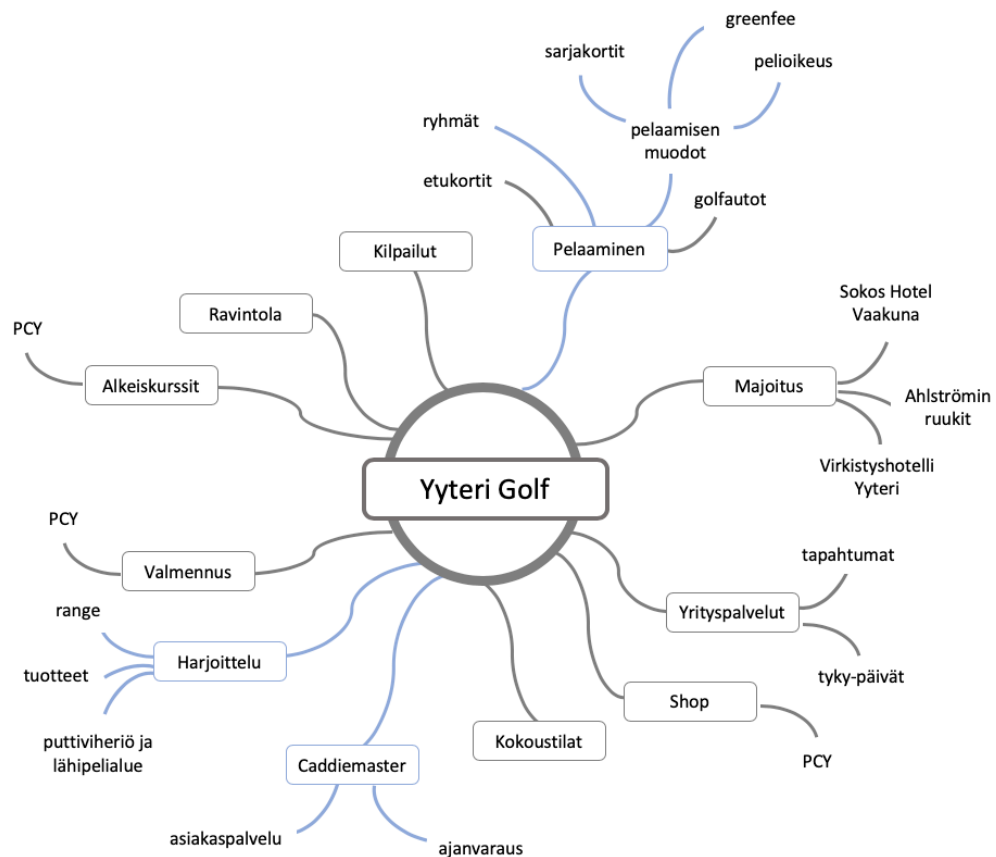 greenfee
sarjakortit
pelioikeus
ryhmät
pelaamisen
muodot
etukortit
golfautot
Kilpailut
Pelaaminen
Sokos Hotel
Vaakuna
Ravintola
PCY
Alkeiskurssit
Majoitus
Ahlströmin
ruukit
Virkistyshotelli
Yyteri
Yyteri Golf
PCY
Valmennus
tapahtumat
range
Yrityspalvelut
Harjoittelu
tuotteet
tyky-päivät
Shop
puttiviheriö ja
lähipelialue
Kokoustilat
Caddiemaster
PCY
asiakaspalvelu
ajanvaraus